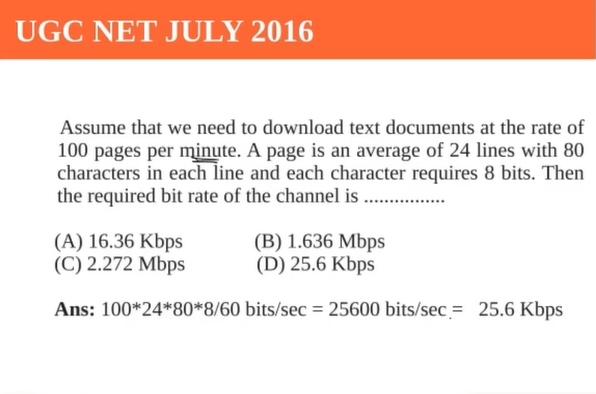 UGC NET JULY 2016
Assume that we need to download text documents at the rate of
100 pages per minute. A page is an average of 24 lines with 80
characters in each line and each character requires 8 bits. Then
the required bit rate of the channel is ................
(A) 16.36 Kbps (B) 1.636 Mbps
(C) 2.272 Mbps (D) 25.6 Kbps
Ans: 100*24*80*8/60 bits/sec = 25600 bits/sec = 25.6 Kbps